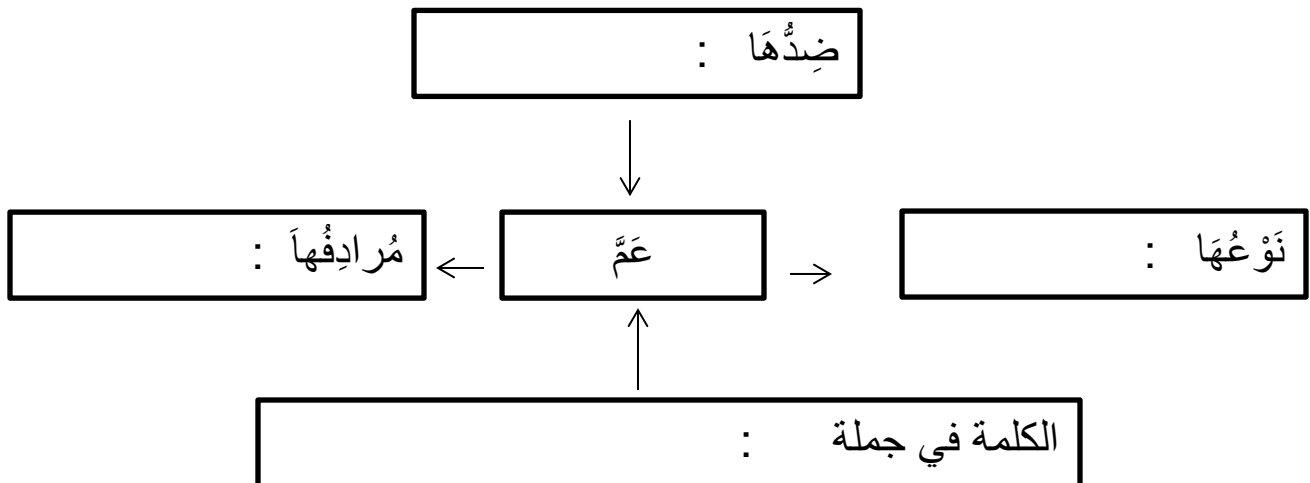 ضِدُّهَا :
نَوْعُهَا :
عَمَّ
مُرادِفُهاَ :
الكلمة في جملة :